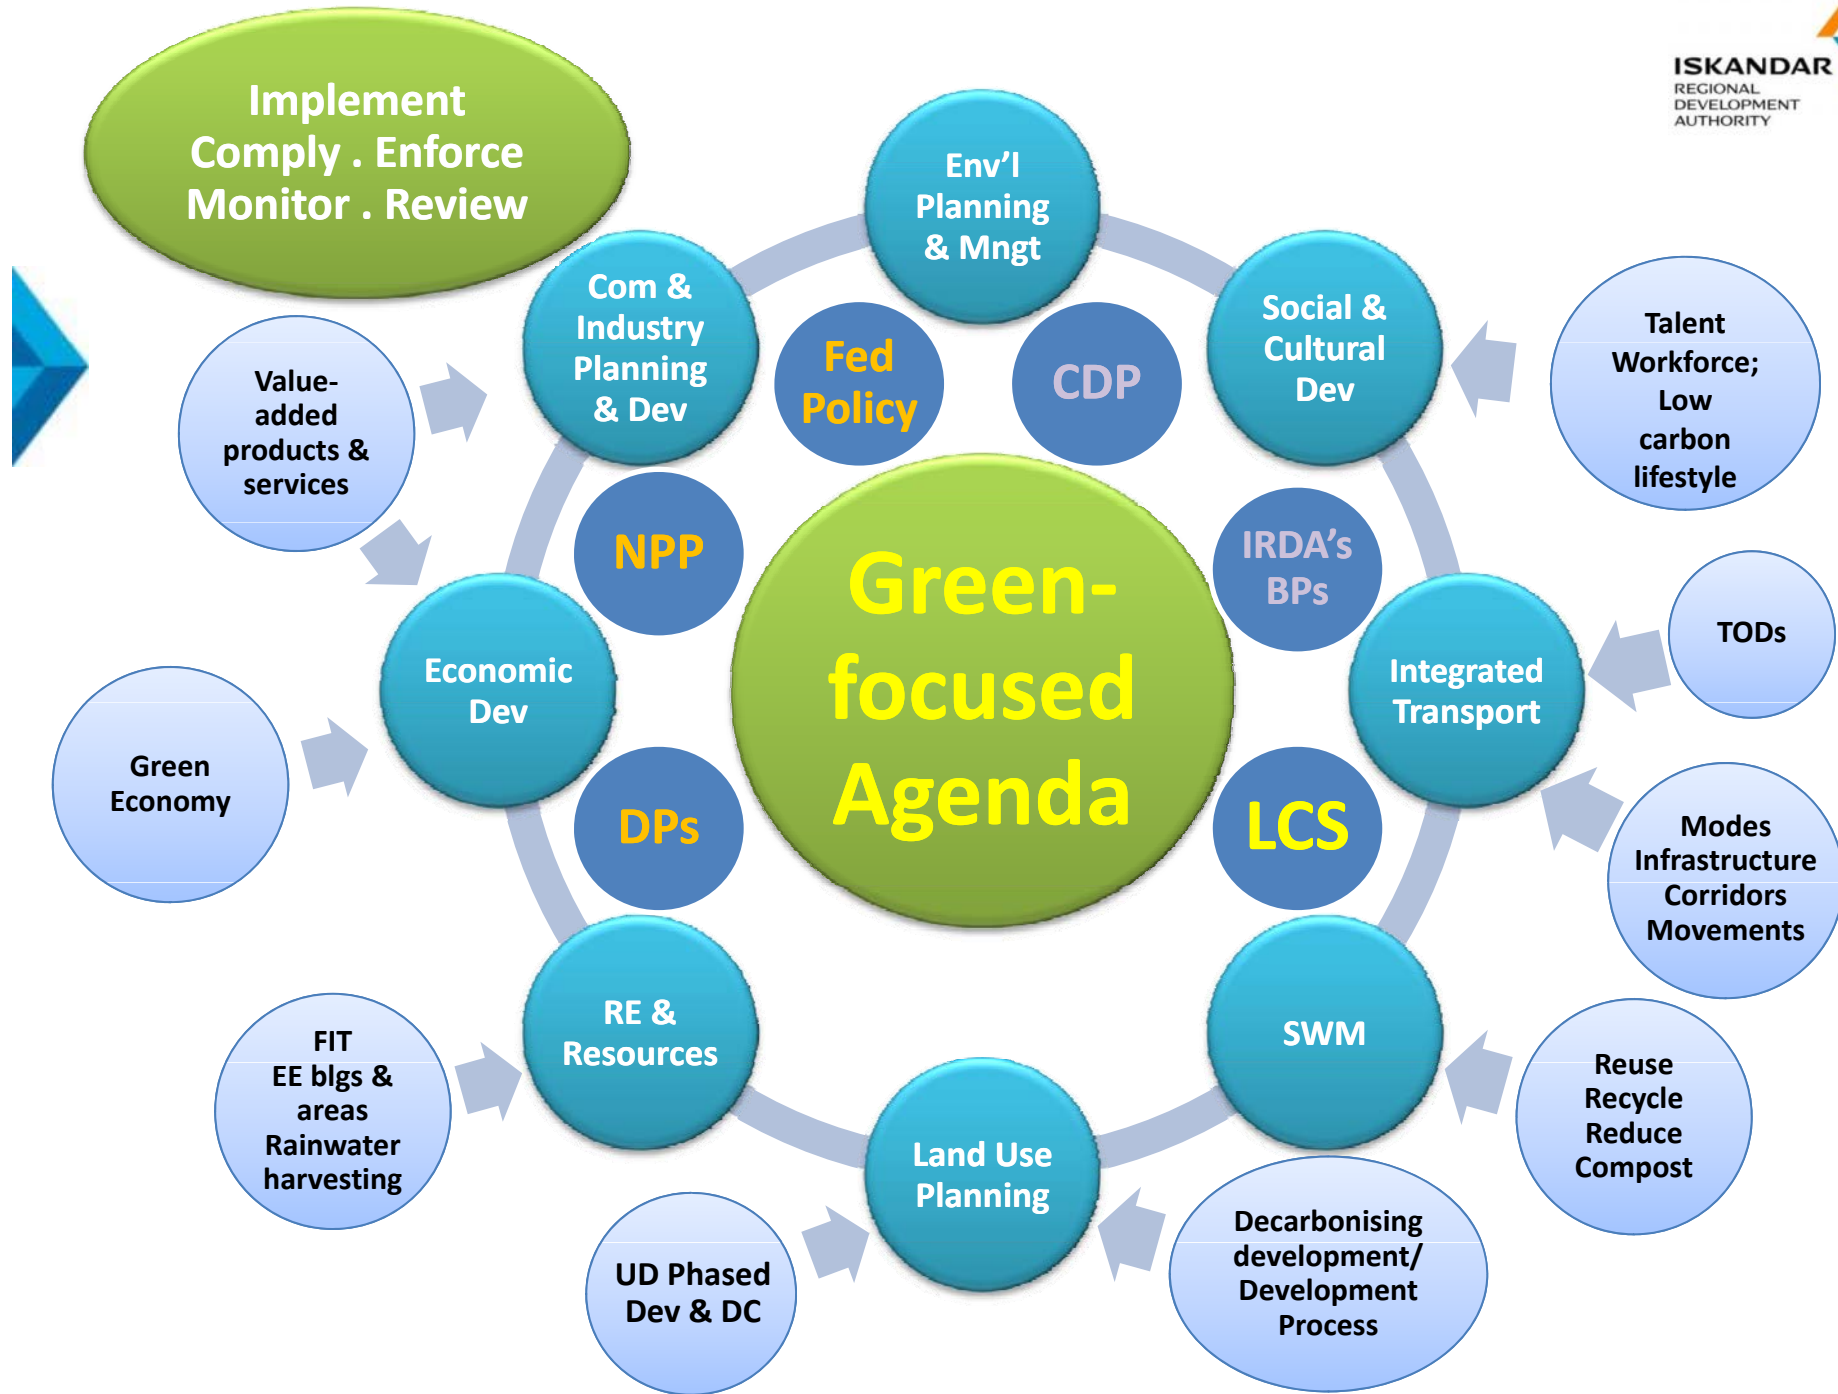 ISKANDAR
REGIONAL
DEVELOPMENT
AUTHORITY
Implement
Comply . Enforce
Monitor . Review
Env'l
Planning
& Mngt
Com &
Industry
Planning
& Dev
Social &
Cultural
Dev
Talent
Workforce;
Low
carbon
lifestyle
Value-
added
products &
services
Fed
Policy
CDP
NPP
IRDA's
BPs
Green-
focused
Agenda
TODs
Economic
Dev
Integrated
Transport
Green
Economy
DPs
LCS
Modes
Infrastructure
Corridors
Movements
RE &
Resources
SWM
FIT
EE blgs &
areas
Rainwater
harvesting
Reuse
Recycle
Reduce
Compost
Land Use
Planning
UD Phased
Dev & DC
Decarbonising
development/
Development
Process